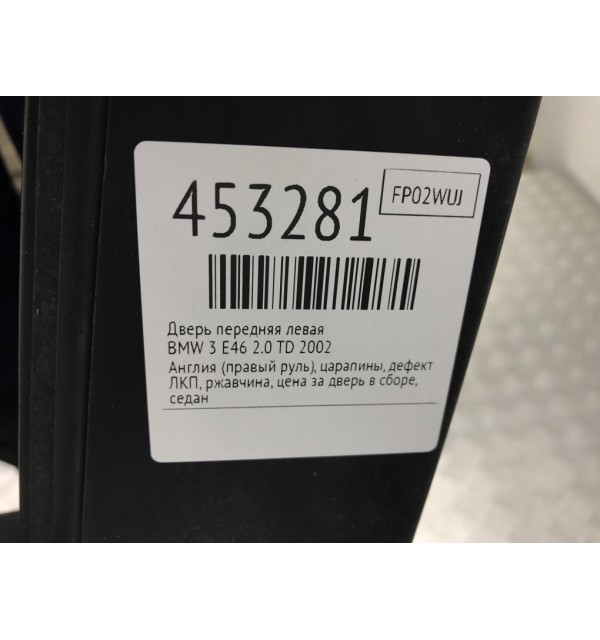 453281
FP02WUJ
Дверь передняя левая
BMW 3 E46 2.0 TD 2002
Англия (правый руль), царапины, дефект
ЛКП, ржавчина, цена за дверь в сборе,
седан